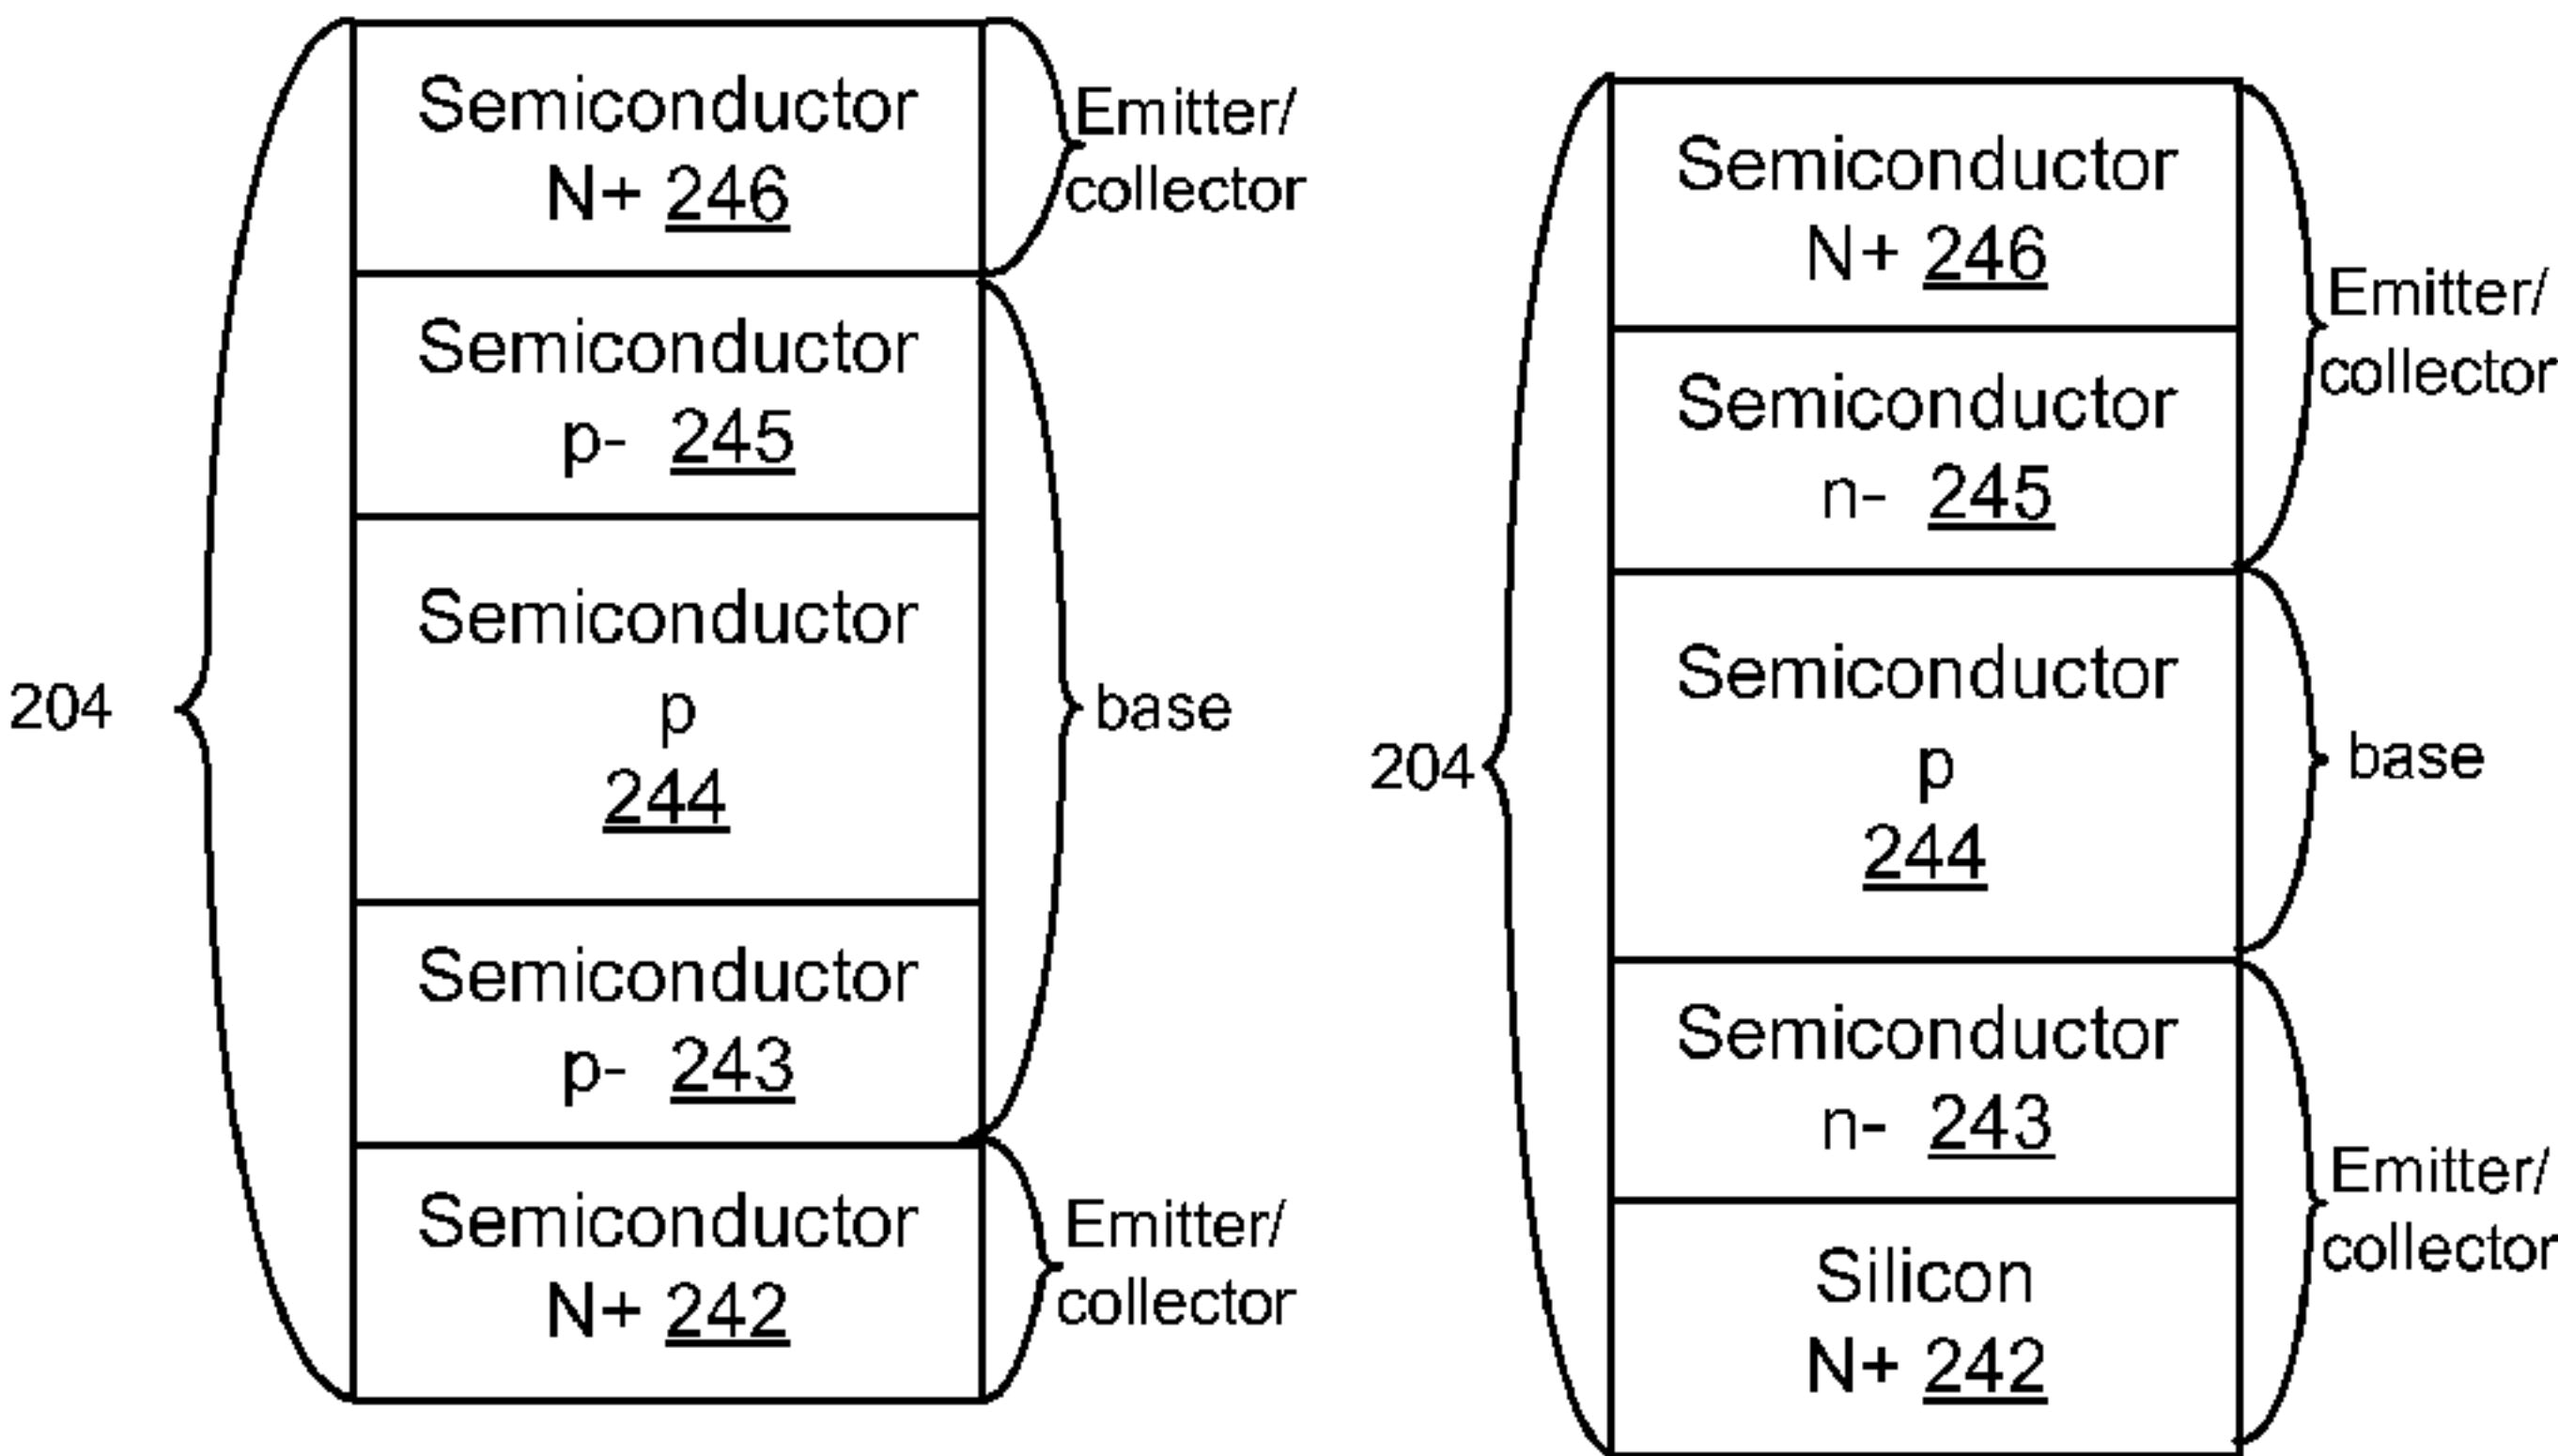 Semiconductor
N+ 246
Emitter/
collector
Semiconductor
p- 245
Semiconductor
p
244
204
base
Semiconductor
p- 243
Semiconductor
N+ 242
Emitter/
collector
Semiconductor
N+ 246
Emitter/
collector
Semiconductor
n- 245
Semiconductor
p
244
204
base
Semiconductor
n- 243
Emitter/
collector
Silicon
N+ 242